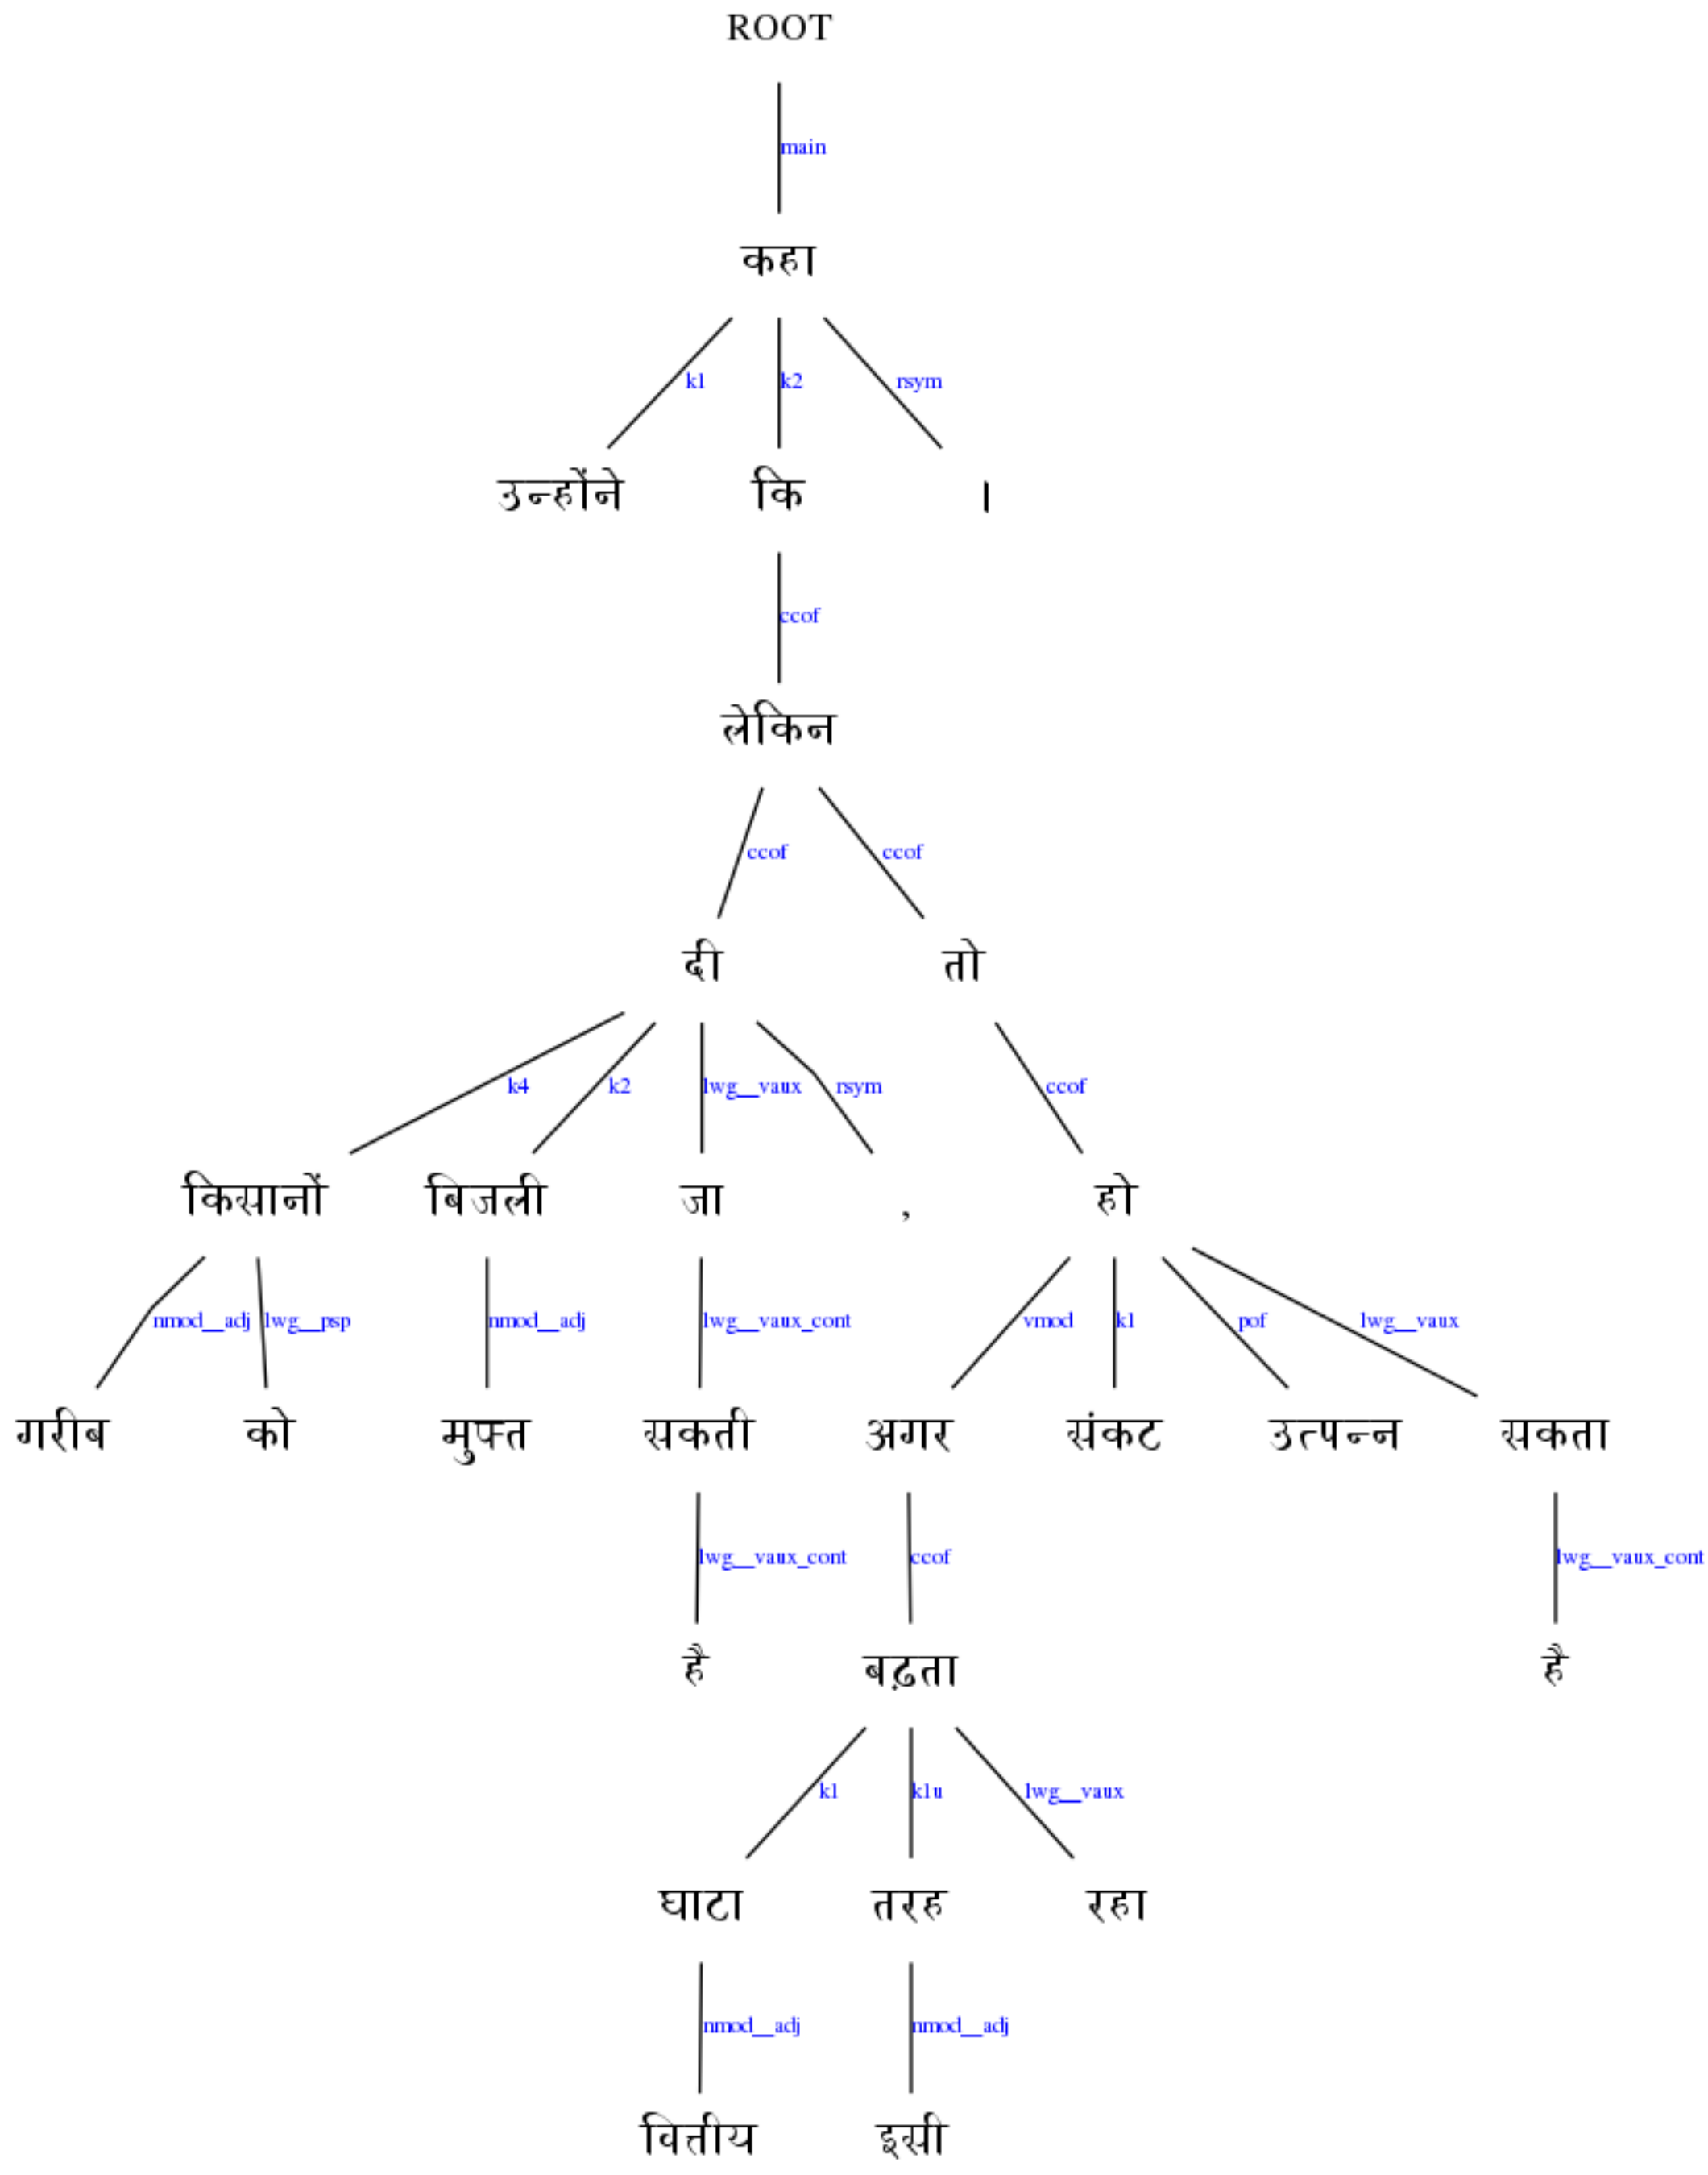 ROOT
main
कहा
k1 k2 rsym
उन्होंने कि ।
ccof
लेकिन
ccof ccof
दी तो
k4 k2 lwg__vaux rsym ccof
किसानों बिजली जा , हो
nmod__adj lwg__psp nmod__adj lwg__vaux_cont vmod k1 pof lwg__vaux
गरीब को मुफ्त सकती अगर संकट उत्पन्न सकता
lwg__vaux_cont ccof lwg__vaux_cont
है बढ़ता है
k1 k1u lwg__vaux
घाटा तरह रहा
nmod__adj nmod__adj
वित्तीय इसी